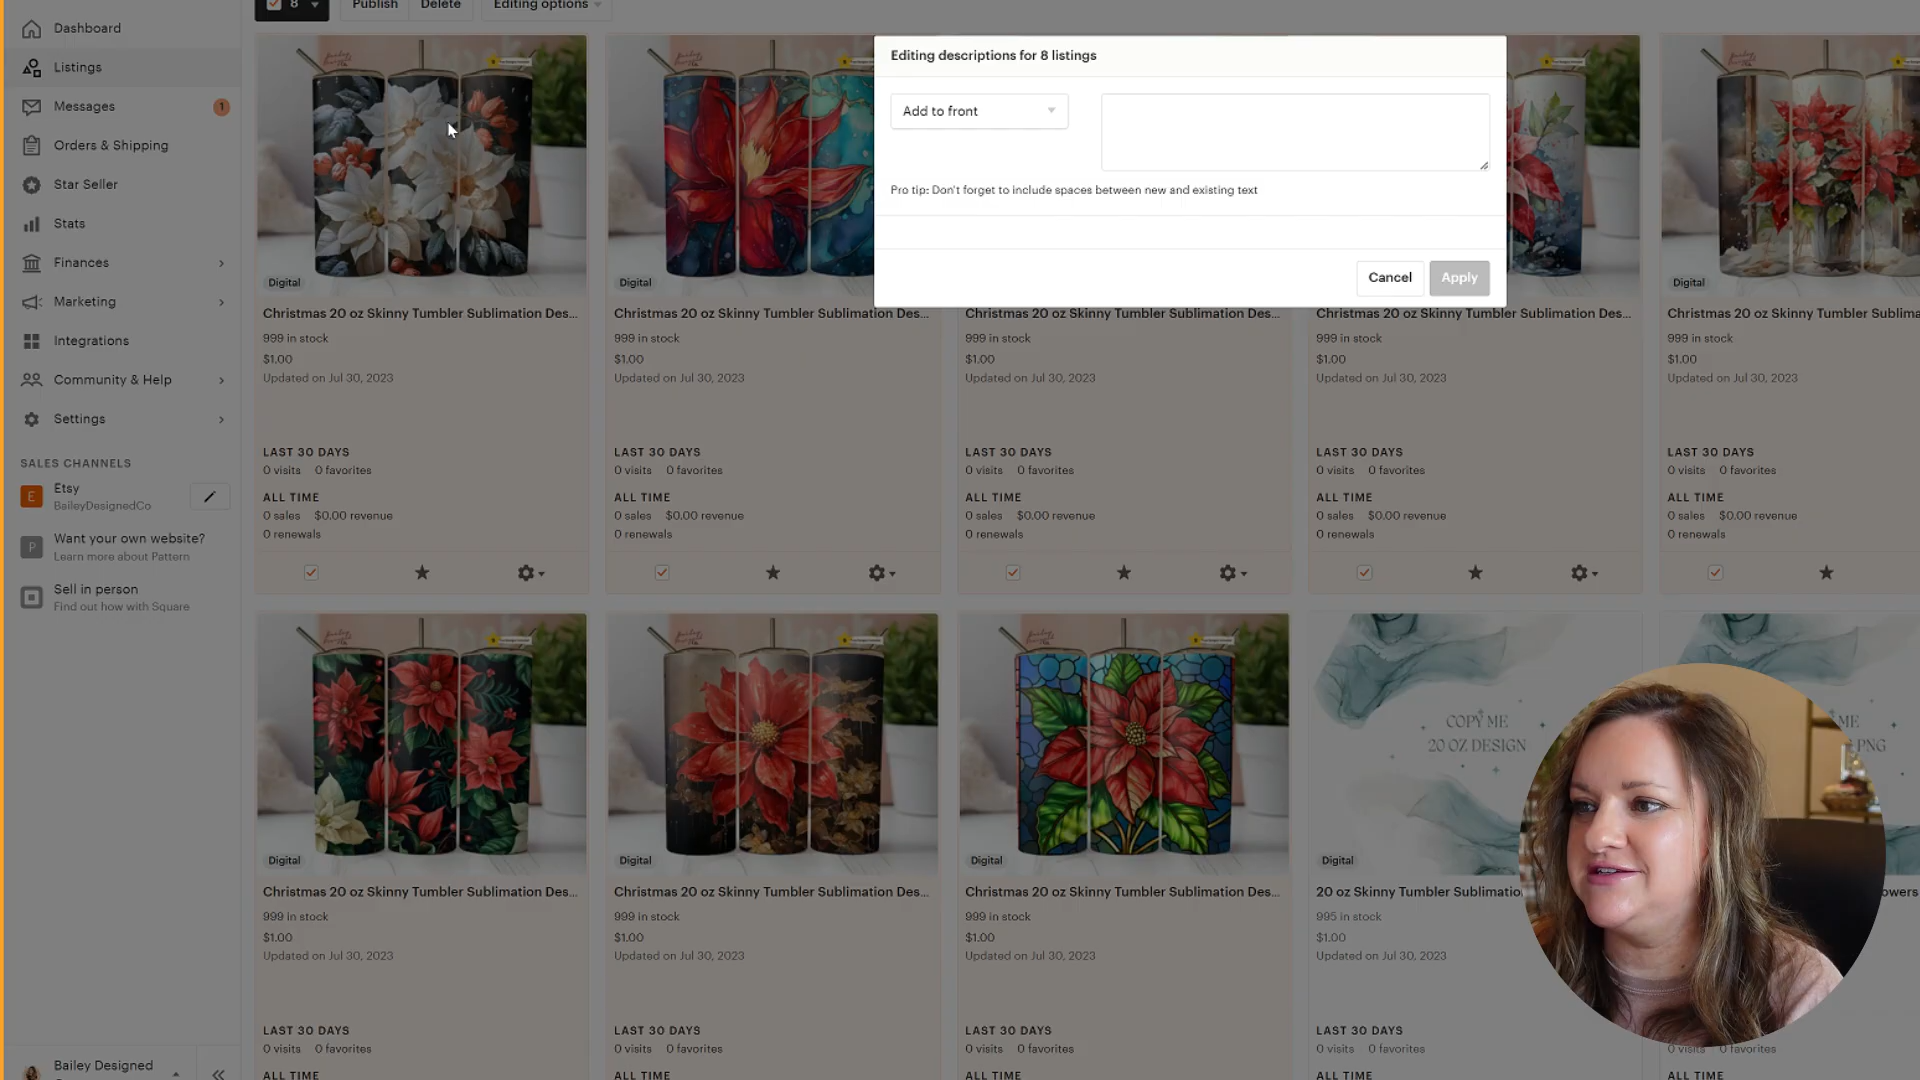 8
Publish
Delete
Editing options
Dashboard
Listings
Messages
1
Orders & Shipping
Star Seller
Stats
Finances
Marketing
Integrations
Community & Help
Settings
SALES CHANNELS
E
Etsy
BaileyDesignedCo
P
Want your own website?
Learn more about Pattern
Sell in person
Find out how with Square
Bailey Designed
Editing descriptions for 8 listings
Add to front
Pro tip: Don't forget to include spaces between new and existing text
Cancel
Apply
Digital
Christmas 20 oz Skinny Tumbler Sublimation Des...
999 in stock
$1.00
Updated on Jul 30, 2023
LAST 30 DAYS
0 visits 0 favorites
ALL TIME
0 sales $0.00 revenue
0 renewals
Digital
Christmas 20 oz Skinny Tumbler Sublimation Des...
999 in stock
$1.00
Updated on Jul 30, 2023
LAST 30 DAYS
0 visits 0 favorites
ALL TIME
0 sales $0.00 revenue
0 renewals
Christmas 20 oz Skinny Tumbler Sublimation Des...
999 in stock
$1.00
Updated on Jul 30, 2023
LAST 30 DAYS
0 visits 0 favorites
ALL TIME
0 sales $0.00 revenue
0 renewals
Christmas 20 oz Skinny Tumbler Sublimation Des...
999 in stock
$1.00
Updated on Jul 30, 2023
LAST 30 DAYS
0 visits 0 favorites
ALL TIME
0 sales $0.00 revenue
0 renewals
Digital
Christmas 20 oz Skinny Tumbler Sublima
999 in stock
$1.00
Updated on Jul 30, 2023
LAST 30 DAYS
0 visits 0 favorites
ALL TIME
0 sales $0.00 revenue
0 renewals
Digital
Christmas 20 oz Skinny Tumbler Sublimation Des...
999 in stock
$1.00
Updated on Jul 30, 2023
LAST 30 DAYS
0 visits 0 favorites
ALL TIME
Digital
Christmas 20 oz Skinny Tumbler Sublimation Des...
999 in stock
$1.00
Updated on Jul 30, 2023
LAST 30 DAYS
0 visits 0 favorites
ALL TIME
Digital
Christmas 20 oz Skinny Tumbler Sublimation Des...
999 in stock
$1.00
Updated on Jul 30, 2023
LAST 30 DAYS
0 visits 0 favorites
ALL TIME
COPY ME
20 OZ DESIGN
Digital
20 oz Skinny Tumbler Sublimatio
995 in stock
$1.00
Updated on Jul 30, 2023
LAST 30 DAYS
0 visits 0 favorites
ALL TIME
ME
PNG
owers
LAST 30 DAYS
0 visits 0 favorites
ALL TIME